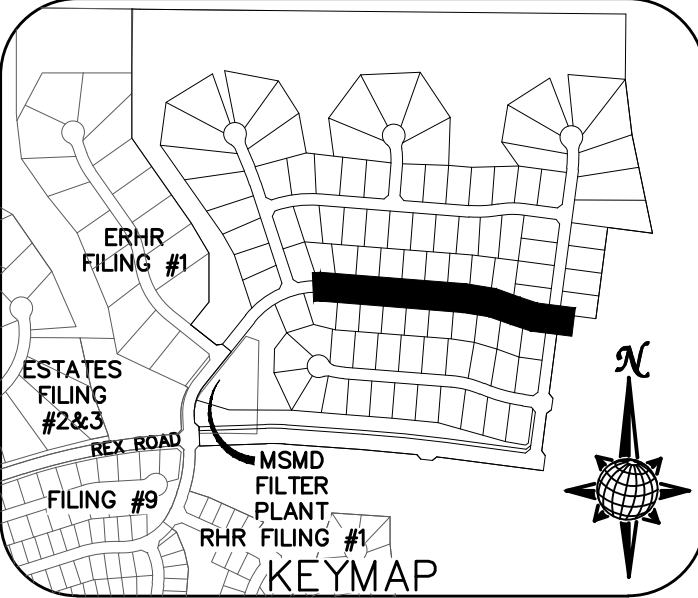 N
ERHR
FILING #1
ESTATES
FILING
#2&3
REX ROAD
FILING #9
MSMD
FILTER
PLANT
RHR FILING #1
KEYMAP